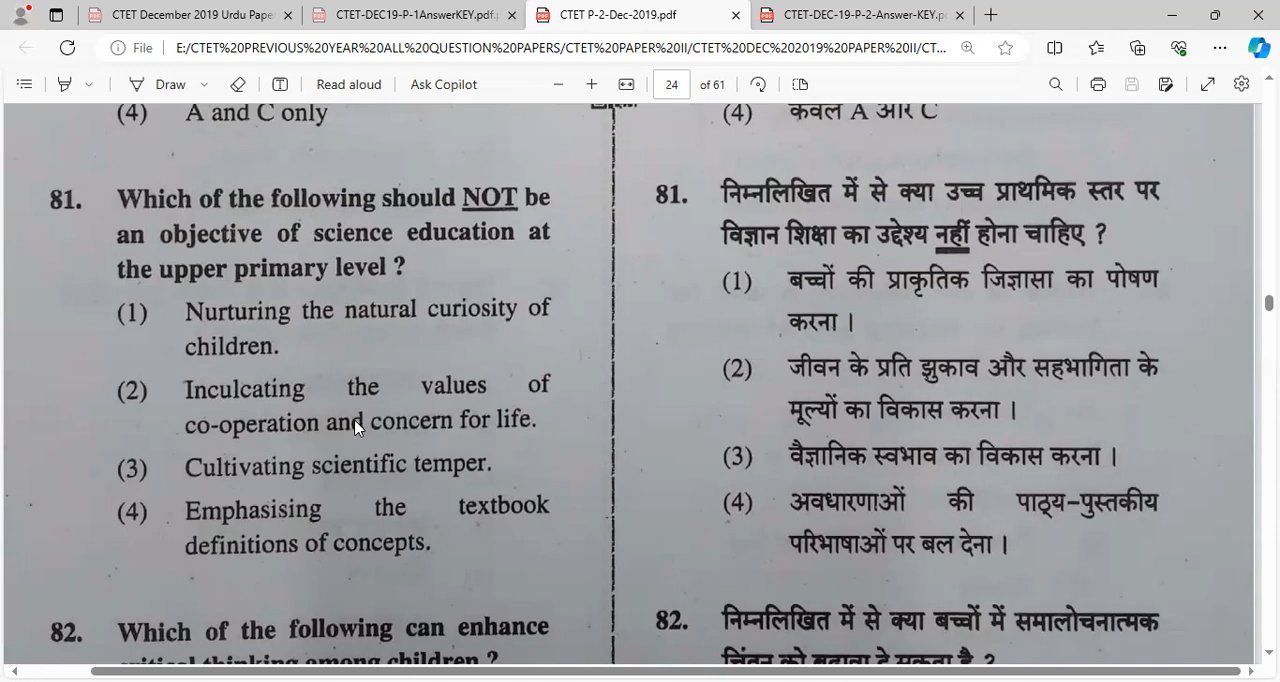 CTET December 2019 Urdu Pape
CTET-DEC19-P-1AnswerKEY.pdf
CTET P-2-Dec-2019.pdf
CTET-DEC-19-P-2-Answer-KEY.p
File
E:/CTET%20PREVIOUS%20YEAR%20ALL%20QUESTION%20PAPERS/CTET%20PAPER%20II/CTET%20DEC%202019%20PAPER%20II/CT...
Draw
Read aloud
Ask Copilot
24
of 61
(4) A and C only
81. Which of the following should NOT be
an objective of science education at
the upper primary level ?
(1) Nurturing the natural curiosity of
children.
(2) Inculcating the values of
co-operation and concern for life.
(3) Cultivating scientific temper.
(4) Emphasising the textbook
definitions of concepts.
82. Which of the following can enhance
critical thinking among children ?
(4) केवल A और C
81. निम्नलिखित में से क्या उच्च प्राथमिक स्तर पर
विज्ञान शिक्षा का उद्देश्य नहीं होना चाहिए ?
(1) बच्चों की प्राकृतिक जिज्ञासा का पोषण
करना ।
(2) जीवन के प्रति झुकाव और सहभागिता के
मूल्यों का विकास करना ।
(3) वैज्ञानिक स्वभाव का विकास करना ।
(4) अवधारणाओं की पाठ्य-पुस्तकीय
परिभाषाओं पर बल देना ।
82. निम्नलिखित में से क्या बच्चों में समालोचनात्मक
चिंतन को बढ़ावा दे सकता है ?